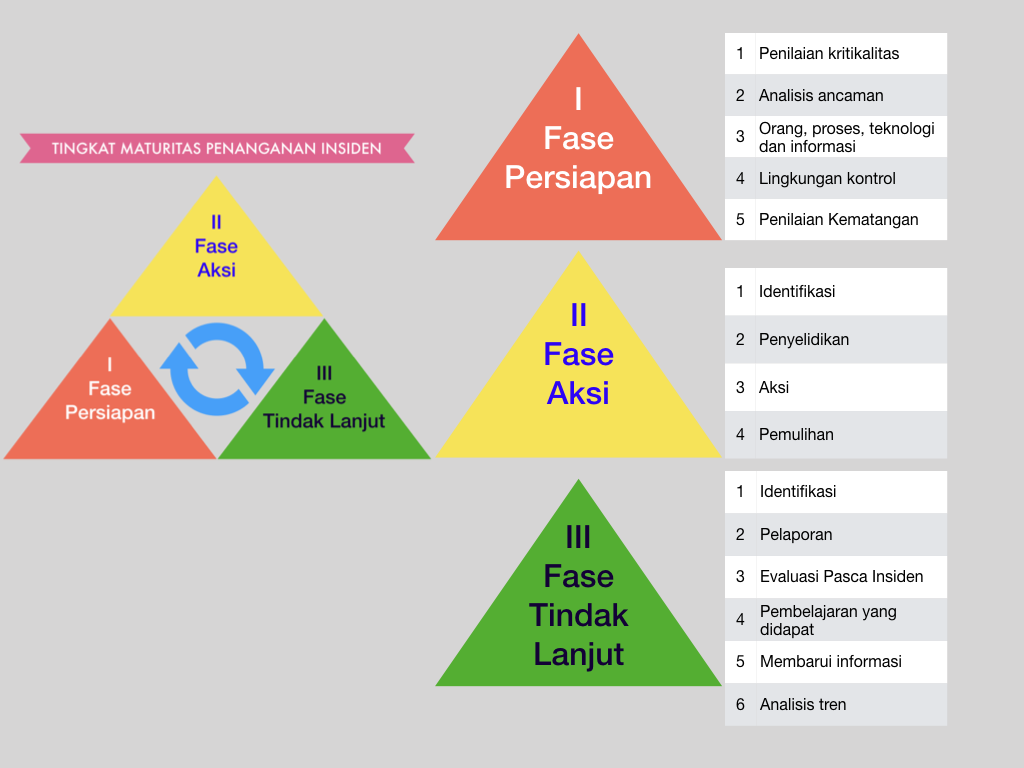 TINGKAT MATURITAS PENANGANAN INSIDEN
II
Fase
Aksi
I
Fase
Persiapan
III
Fase
Tindak Lanjut
I
Fase
Persiapan
1 Penilaian kritikalitas
2 Analisis ancaman
3 Orang, proses, teknologi
dan informasi
4 Lingkungan kontrol
5 Penilaian Kematangan
II
Fase
Aksi
1 Identifikasi
2 Penyelidikan
3 Aksi
4 Pemulihan
III
Fase
Tindak
Lanjut
1 Identifikasi
2 Pelaporan
3 Evaluasi Pasca Insiden
4 Pembelajaran yang
didapat
5 Membarui informasi
6 Analisis tren